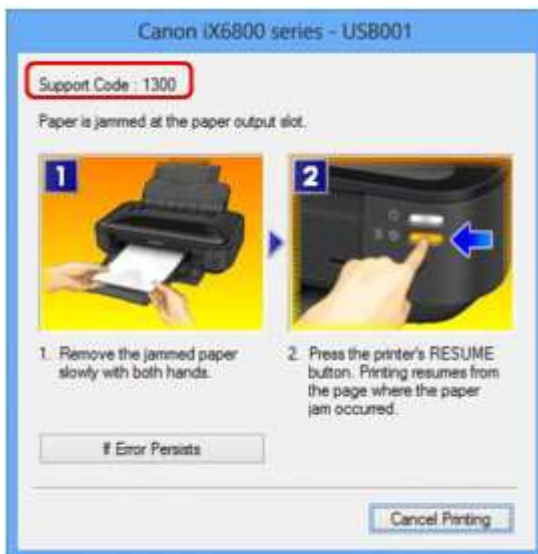 Canon iX6800 series - USB001
Support Code : 1300
Paper is jammed at the paper output slot.
1
2
1. Remove the jammed paper
slowly with both hands.
2. Press the printer's RESUME
button. Printing resumes from
the page where the paper
jam occurred.
If Error Persists
Cancel Printing